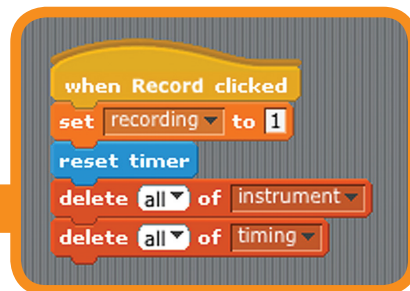 when Record clicked
set recording to 1
reset timer
delete all of instrument
delete all of timing